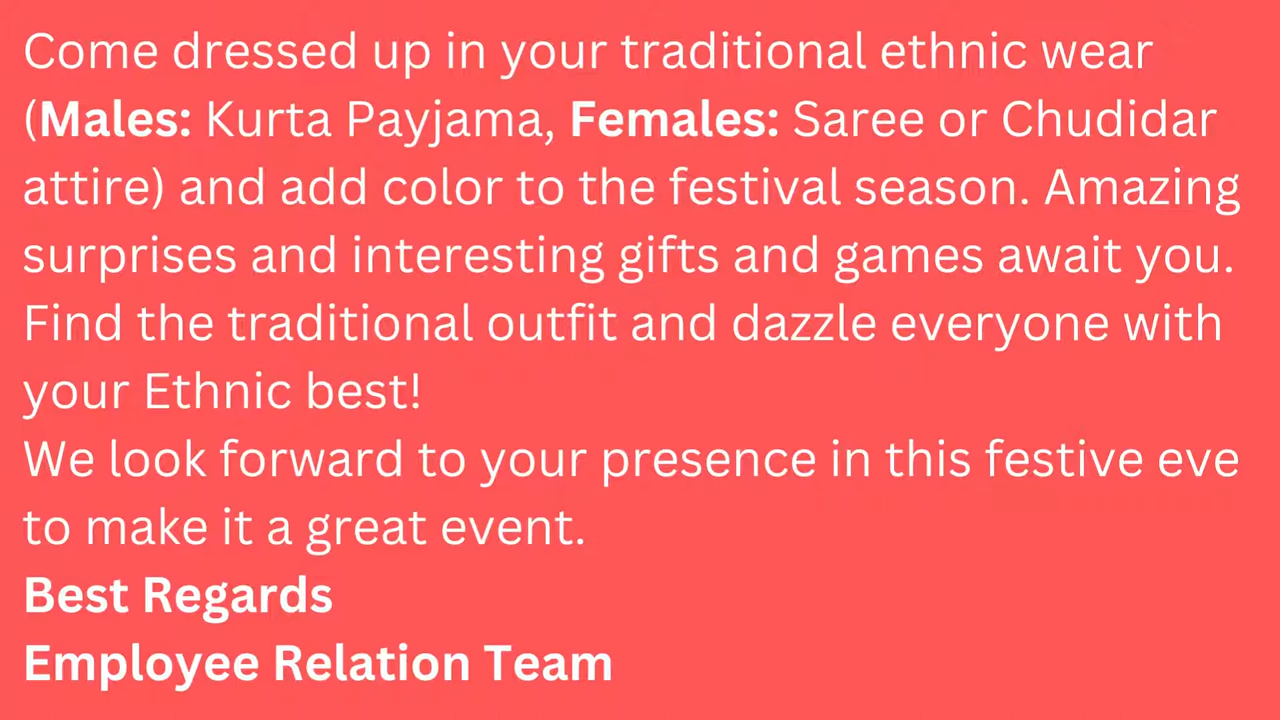 Come dressed up in your traditional ethnic wear
(Males: Kurta Payjama, Females: Saree or Chudidar
attire) and add color to the festival season. Amazing
surprises and interesting gifts and games await you.
Find the traditional outfit and dazzle everyone with
your Ethnic best!
We look forward to your presence in this festive eve
to make it a great event.
Best Regards
Employee Relation Team